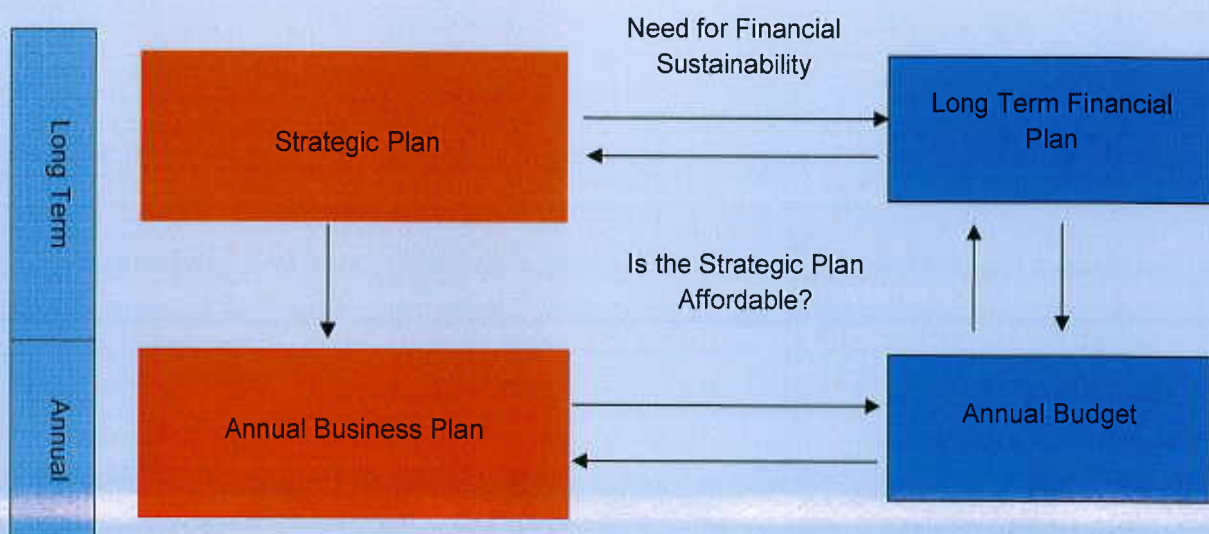 Need for Financial
Sustainability
Long Term
Strategic Plan
Long Term Financial
Plan
Is the Strategic Plan
Affordable?
Annual
Annual Business Plan
Annual Budget